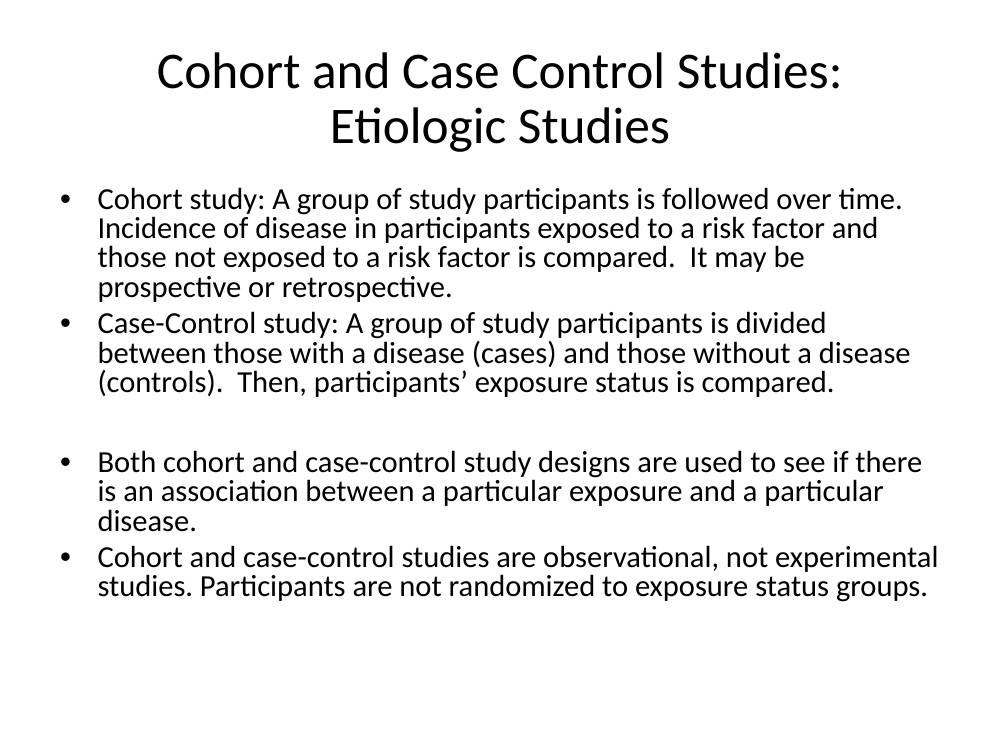 Cohort and Case Control Studies:
Etiologic Studies
• Cohort study: A group of study participants is followed over time.
Incidence of disease in participants exposed to a risk factor and
those not exposed to a risk factor is compared.  It may be
prospective or retrospective.
• Case-Control study: A group of study participants is divided
between those with a disease (cases) and those without a disease
(controls).  Then, participants’ exposure status is compared.
• Both cohort and case-control study designs are used to see if there
is an association between a particular exposure and a particular
disease.
• Cohort and case-control studies are observational, not experimental
studies. Participants are not randomized to exposure status groups.